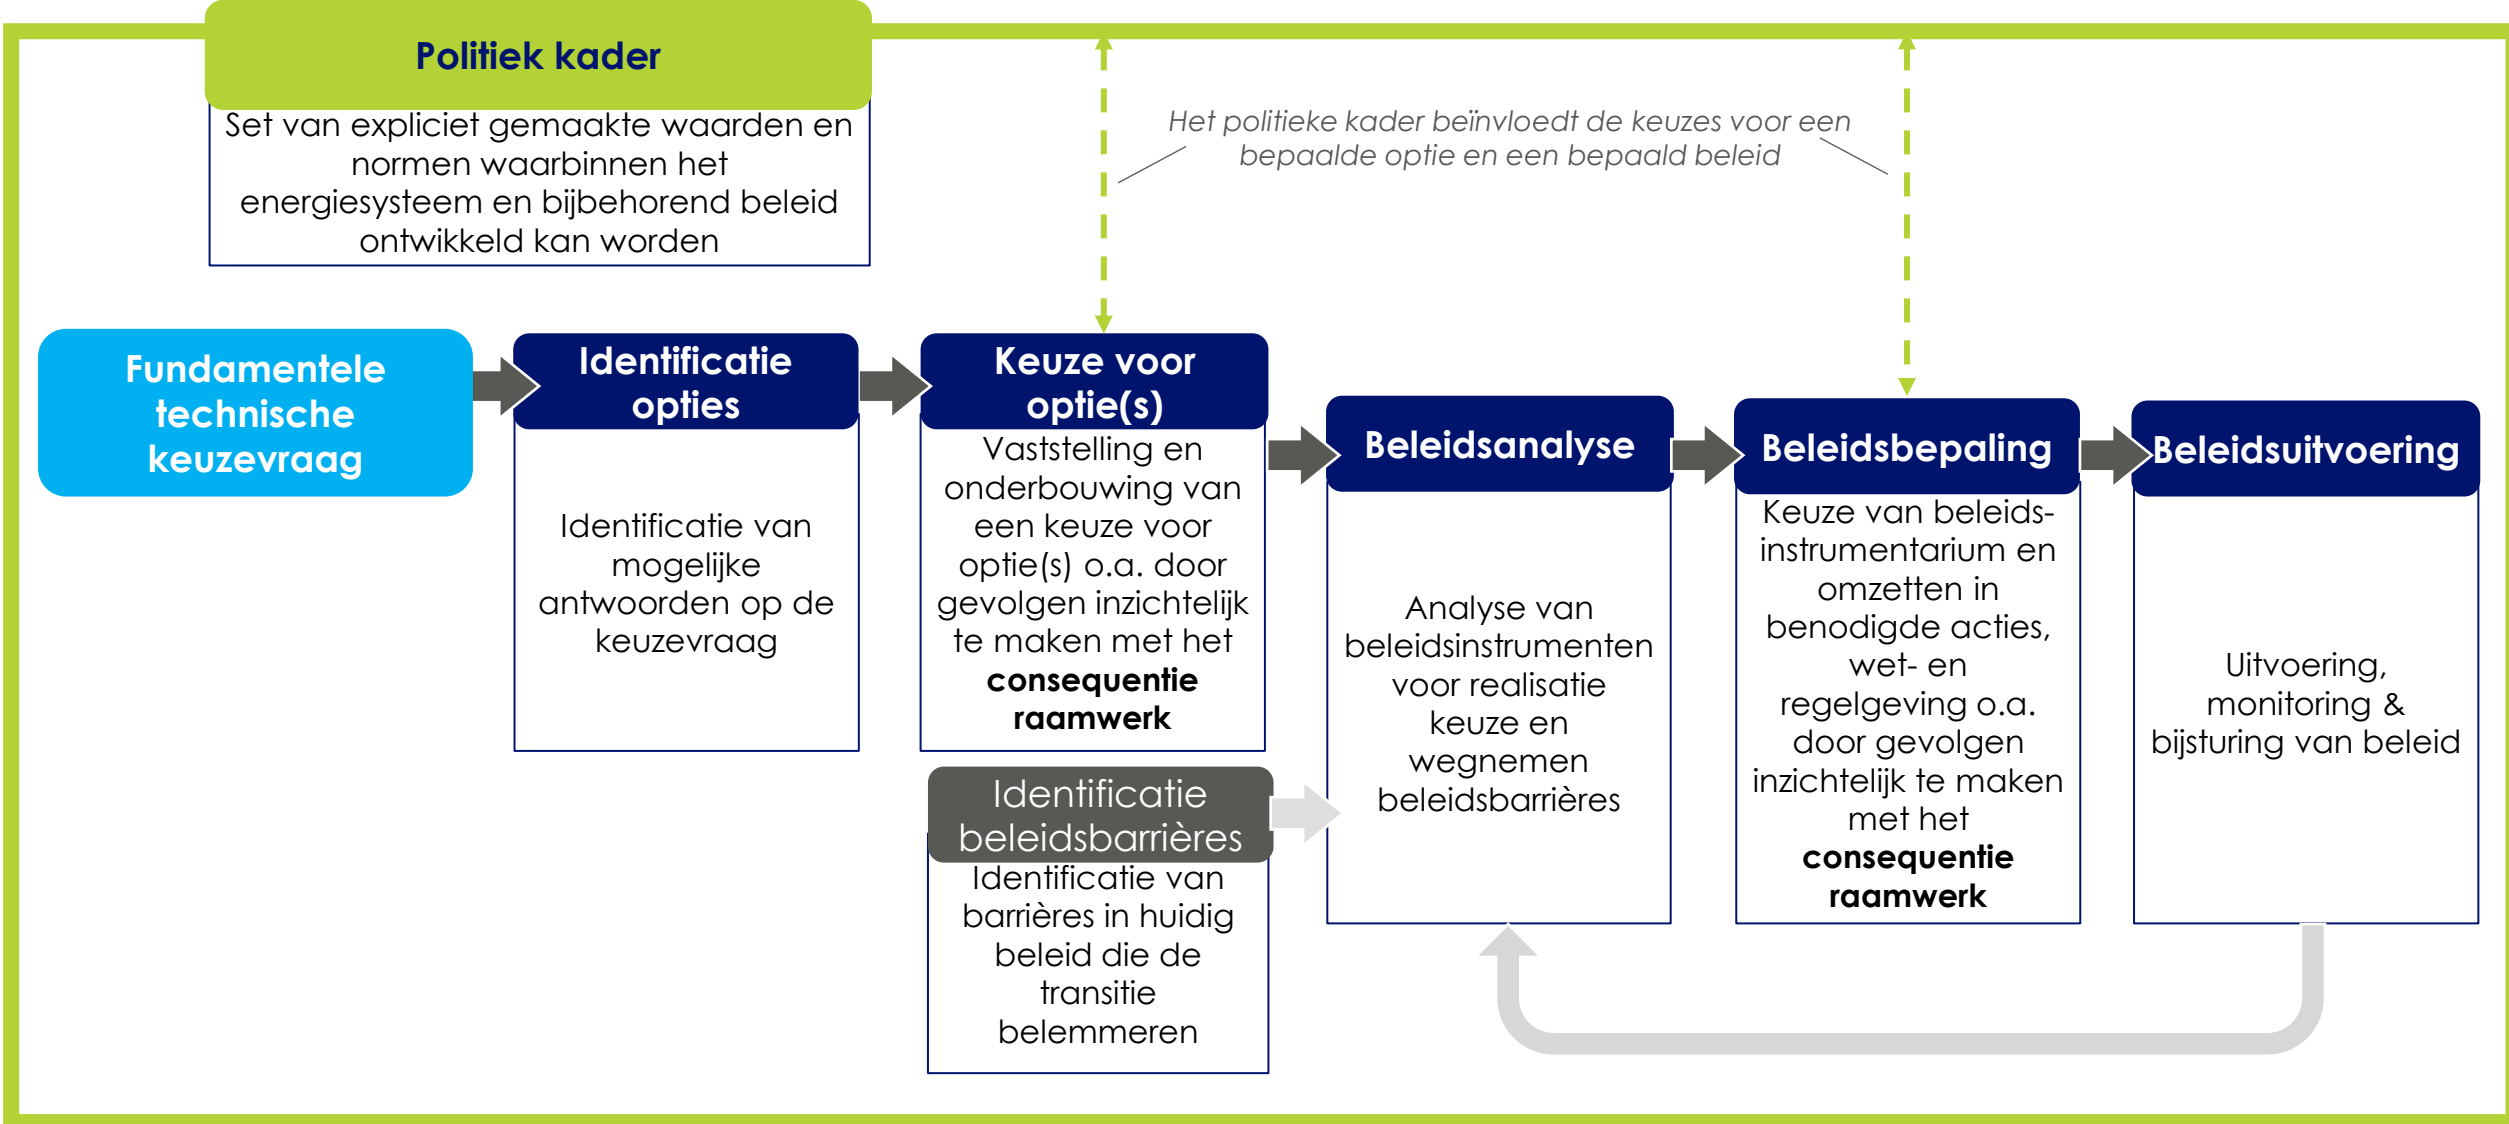 Politiek kader
Set van expliciet gemaakte waarden en
normen waarbinnen het
energiesysteem en bijbehorend beleid
ontwikkeld kan worden
Het politieke kader beïnvloedt de keuzes voor een
bepaalde optie en een bepaald beleid
Fundamentele
technische
keuzevraag
Identificatie
opties
Identificatie van
mogelijke
antwoorden op de
keuzevraag
Keuze voor
optie(s)
Vaststelling en
onderbouwing van
een keuze voor
optie(s) o.a. door
gevolgen inzichtelijk
te maken met het
consequentie
raamwerk
Identificatie
beleidsbarrières
Identificatie van
barrières in huidig
beleid die de
transitie
belemmeren
Beleidsanalyse
Analyse van
beleidsinstrumenten
voor realisatie
keuze en
wegnemen
beleidsbarrières
Beleidsbepaling
Keuze van beleids-
instrumentarium en
omzetten in
benodigde acties,
wet- en
regelgeving o.a.
door gevolgen
inzichtelijk te maken
met het
consequentie
raamwerk
Beleidsuitvoering
Uitvoering,
monitoring &
bijsturing van beleid